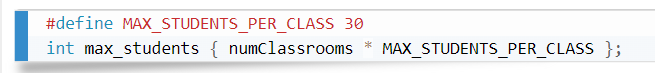 #define MAX_STUDENTS_PER_CLASS 30
int max_students { numClassrooms * MAX_STUDENTS_PER_CLASS };